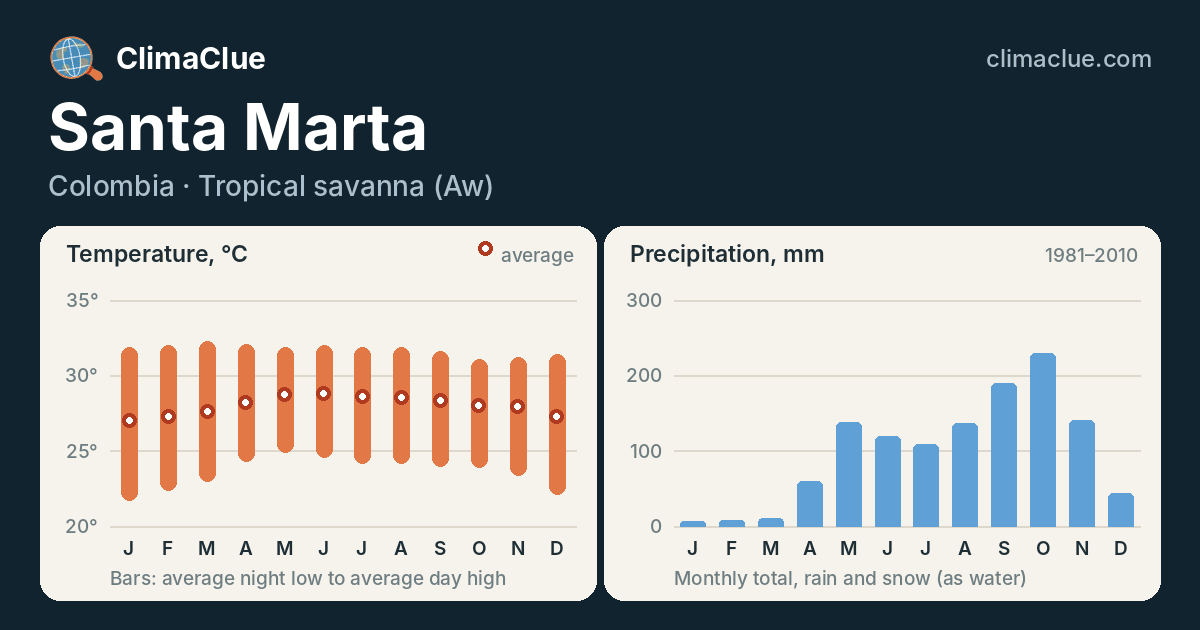 ClimaClue
climaclue.com
Santa Marta
Colombia · Tropical savanna (Aw)
Temperature, °C
average
35°
30°
25°
20°
J F M A M J J A S O N D
Bars: average night low to average day high
Precipitation, mm
1981–2010
300
200
100
0
J F M A M J J A S O N D
Monthly total, rain and snow (as water)